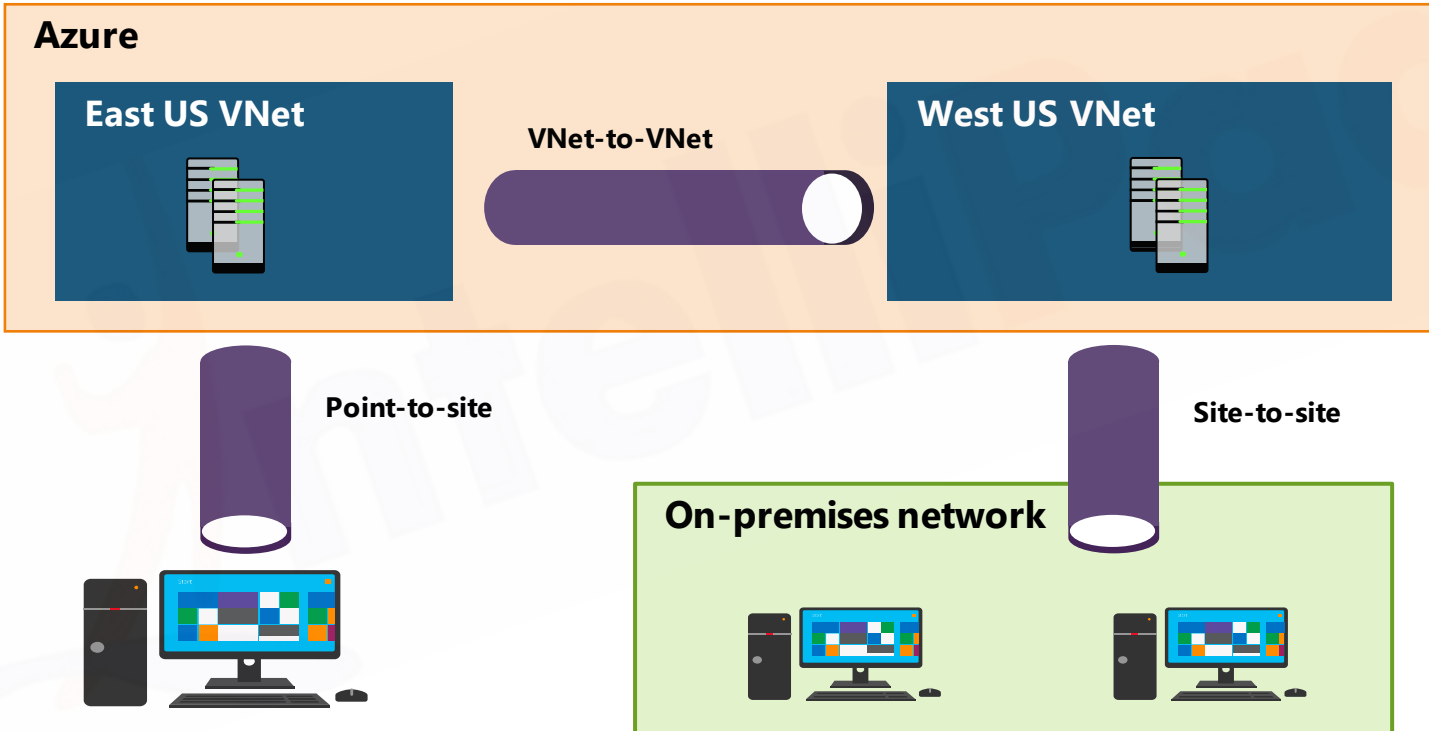 Azure
East US VNet
West US VNet
VNet-to-VNet
Point-to-site
Site-to-site
On-premises network